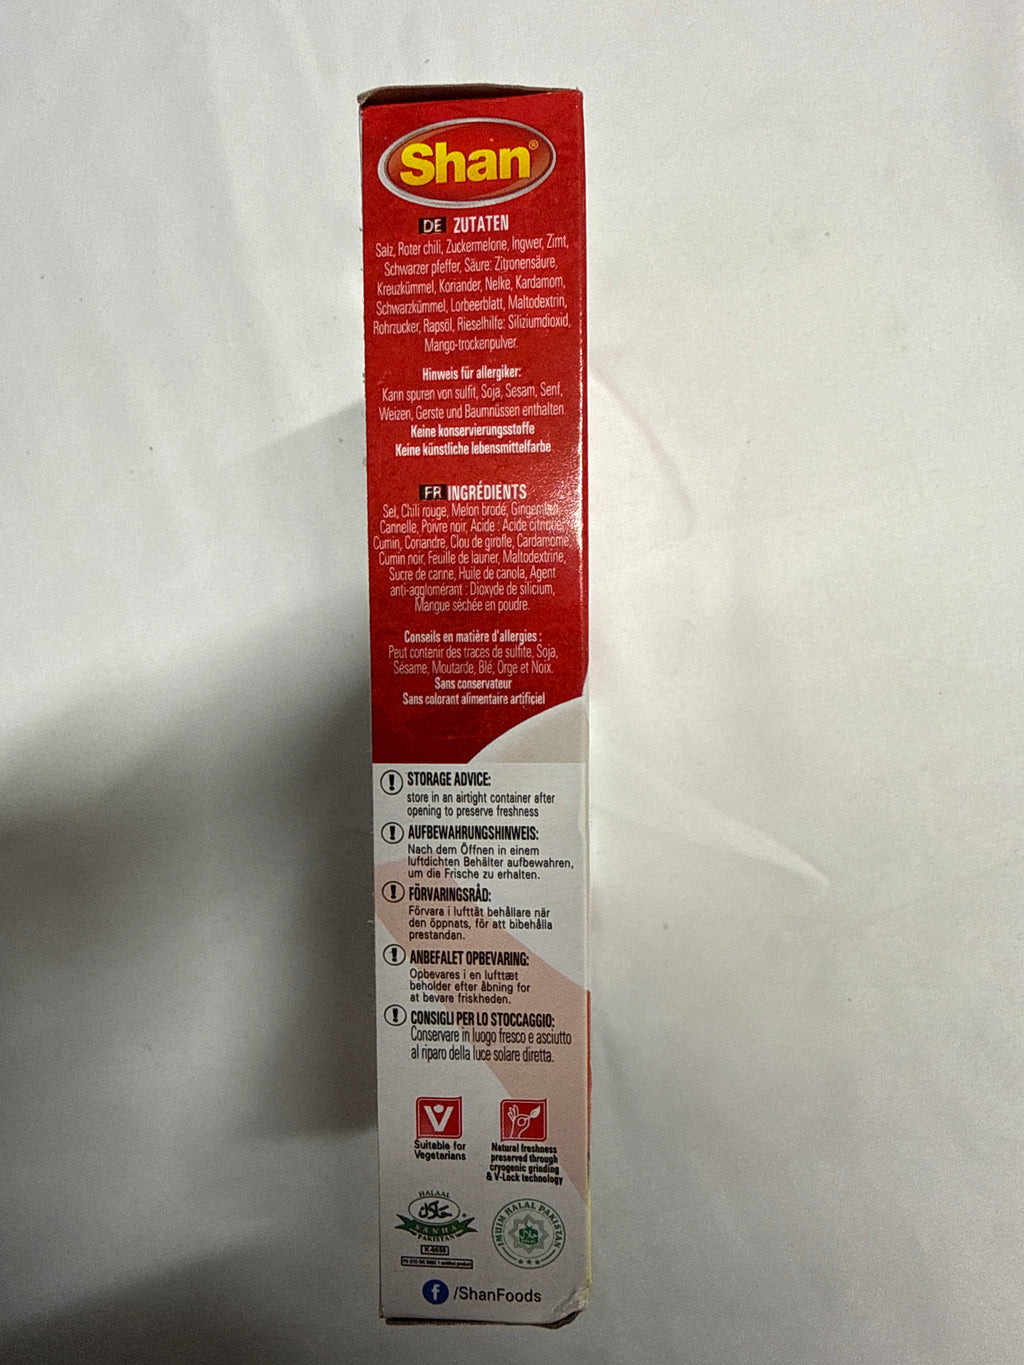 Shan®
DE ZUTATEN
Salz, Roter chili, Zuckermelone, Ingwer, Zimt,
Schwarzer pfeffer, Säure: Zitronensäure,
Kreuzkümmel, Koriander, Nelke, Kardamom,
Schwarzkümmel, Lorbeerblatt, Maltodextrin,
Rohrzucker, Rapsöl, Rieselhilfe: Siliziumdioxid,
Mango-trockenpulver.
Hinweis für allergiker:
Kann spuren von sulfit, Soja, Sesam, Senf,
Weizen, Gerste und Baumnüssen enthalten.
Keine konservierungsstoffe
Keine künstliche lebensmittelfarbe
FR INGRÉDIENTS
Sel, Chili rouge, Melon brodé, Gingembre,
Cannelle, Poivre noir, Acide : Acide citrique,
Cumin, Coriandre, Clou de girofle, Cardamome,
Cumin noir, Feuille de laurier, Maltodextrine,
Sucre de canne, Huile de canola, Agent
anti-agglomérant : Dioxyde de silicium,
Mangue séchée en poudre.
Conseils en matière d'allergies :
Peut contenir des traces de sulfite, Soja,
Sésame, Moutarde, Blé, Orge et Noix.
Sans conservateur
Sans colorant alimentaire artificiel
! STORAGE ADVICE:
store in an airtight container after
opening to preserve freshness
! AUFBEWAHRUNGSHINWEIS:
Nach dem Öffnen in einem
luftdichten Behälter aufbewahren,
um die Frische zu erhalten.
! FÖRVARINGSRÅD:
Förvara i lufttät behållare när
den öppnats, för att bibehålla
prestandan.
! ANBEFALET OPBEVARING:
Opbevares i en lufttæt
beholder efter åbning for
at bevare friskheden.
! CONSIGLI PER LO STOCCAGGIO:
Conservare in luogo fresco e asciutto
al riparo della luce solare diretta.
V
Suitable for
Vegetarians
Natural freshness
preserved through
cryogenic grinding
& V-Lock technology
HALAAL
حلال
SANHA
PAKISTAN
K-0056
JMUIM HALAL PAKISTAN
f /ShanFoods